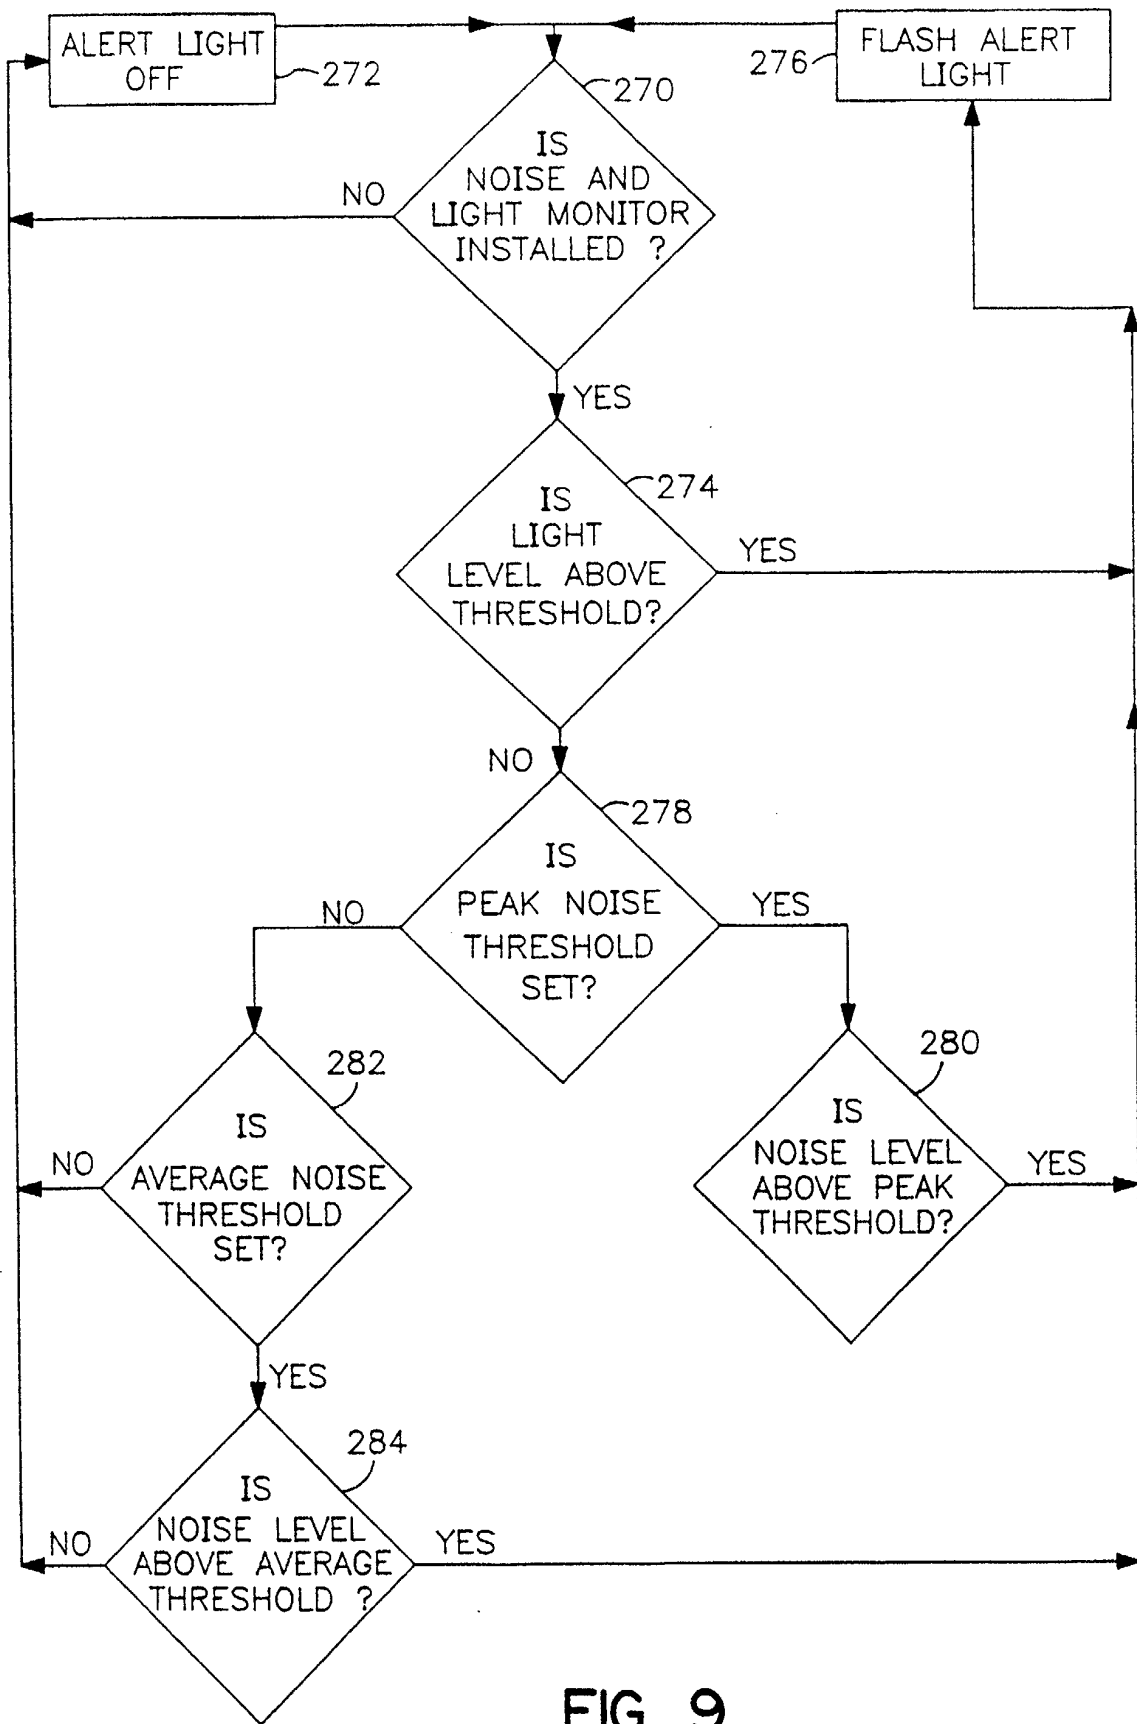 ALERT LIGHT
OFF
272
FLASH ALERT
LIGHT
276
270
IS
NOISE AND
LIGHT MONITOR
INSTALLED ?
NO
YES
274
IS
LIGHT
LEVEL ABOVE
THRESHOLD?
YES
NO
278
IS
PEAK NOISE
THRESHOLD
SET?
NO
YES
282
IS
AVERAGE NOISE
THRESHOLD
SET?
NO
YES
280
IS
NOISE LEVEL
ABOVE PEAK
THRESHOLD?
YES
284
IS
NOISE LEVEL
ABOVE AVERAGE
THRESHOLD ?
NO
YES
FIG. 9